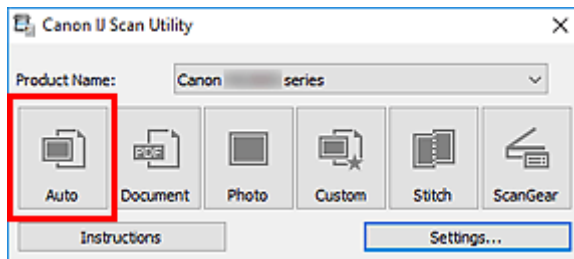 Canon IJ Scan Utility
Product Name: Canon series
PDF
Auto Document Photo Custom Stitch ScanGear
Instructions Settings...